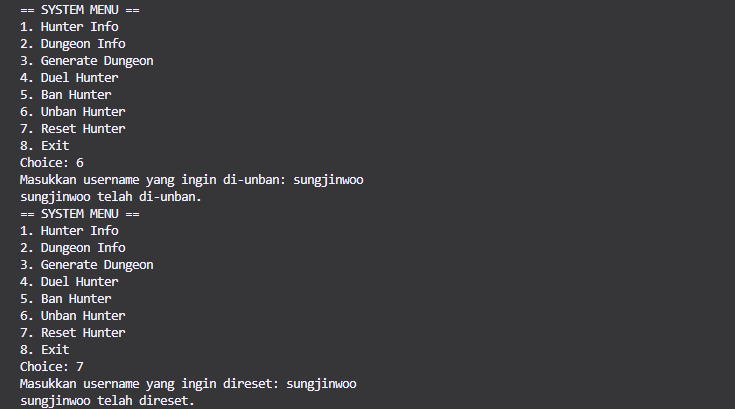 == SYSTEM MENU ==
1. Hunter Info
2. Dungeon Info
3. Generate Dungeon
4. Duel Hunter
5. Ban Hunter
6. Unban Hunter
7. Reset Hunter
8. Exit
Choice: 6
Masukkan username yang ingin di-unban: sungjinwoo
sungjinwoo telah di-unban.
== SYSTEM MENU ==
1. Hunter Info
2. Dungeon Info
3. Generate Dungeon
4. Duel Hunter
5. Ban Hunter
6. Unban Hunter
7. Reset Hunter
8. Exit
Choice: 7
Masukkan username yang ingin direset: sungjinwoo
sungjinwoo telah direset.